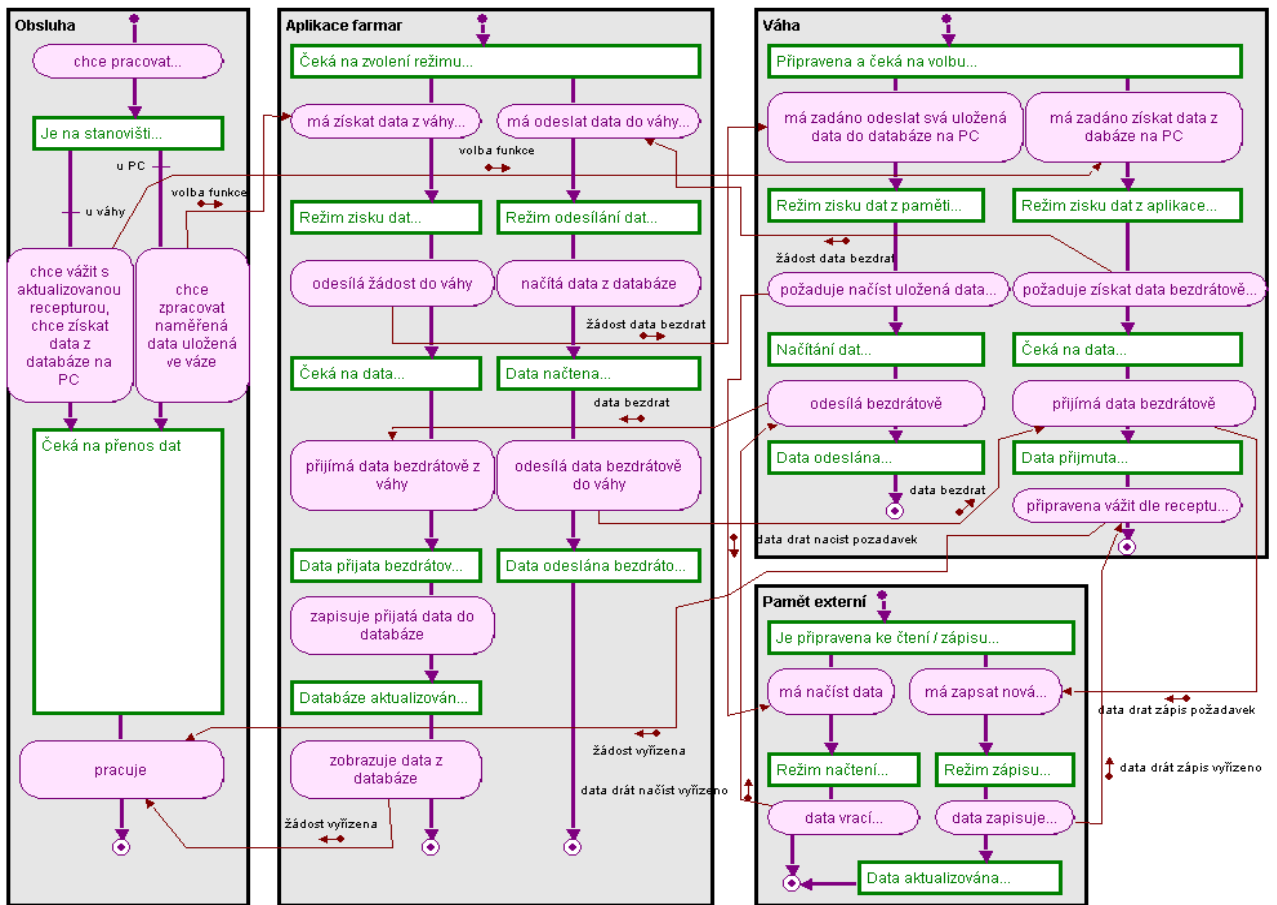 Obsluha
chce pracovat...
Je na stanovišti...
u PC
u váhy
volba funkce
chce vážit s
aktualizovanou
recepturou,
chce získat
data z
databáze na
PC
chce
zpracovat
naměřená
data uložená
ve váze
Čeká na přenos dat
pracuje
žádost vyřízena
Aplikace farmar
Čeká na zvolení režimu...
má získat data z váhy...
má odeslat data do váhy...
volba funkce
Režim zisku dat...
Režim odesílání dat...
odesílá žádost do váhy
načítá data z databáze
žádost data bezdrat
Čeká na data...
Data načtena...
data bezdrat
přijímá data bezdrátově z
váhy
odesílá data bezdrátově
do váhy
Data přijata bezdrátov...
Data odeslána bezdráto...
zapisuje přijatá data do
databáze
Databáze aktualizován...
zobrazuje data z
databáze
žádost vyřízena
data drát načíst vyřízeno
Váha
Připravena a čeká na volbu...
má zadáno odeslat svá uložená
data do databáze na PC
má zadáno získat data z
dabáze na PC
Režim zisku dat z paměti...
Režim zisku dat z aplikace...
žádost data bezdrat
požaduje načíst uložená data...
požaduje získat data bezdrátově...
Načítání dat...
Čeká na data...
odesílá bezdrátově
přijímá data bezdrátově
Data odeslána...
Data přijmuta...
data bezdrat
připravena vážit dle receptu...
data drat nacist pozadavek
Pamět externí
Je připravena ke čtení / zápisu...
má načíst data
má zapsat nová...
data drat zápis požadavek
Režim načtení...
Režim zápisu...
data drát zápis vyřízeno
data vrací...
data zapisuje...
Data aktualizována...